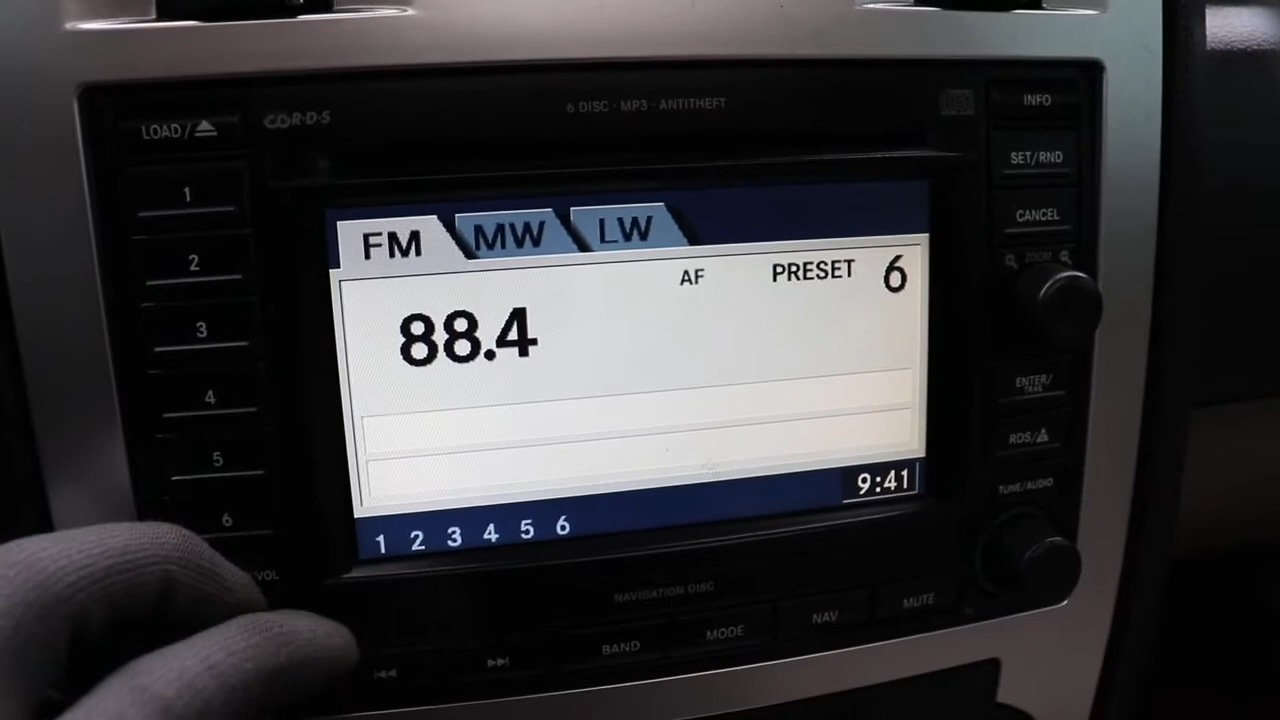 6 DISC · MP3 · ANTITHEFT
INFO
LOAD/
R·D·S
SET/RND
1
CANCEL
FM MW LW
2
ZOOM
AF PRESET 6
88.4
3
ENTER/
4
RDS/
5
9:41
TUNE/AUDIO
6
1 2 3 4 5 6
VOL
NAVIGATION DISC
BAND MODE NAV MUTE